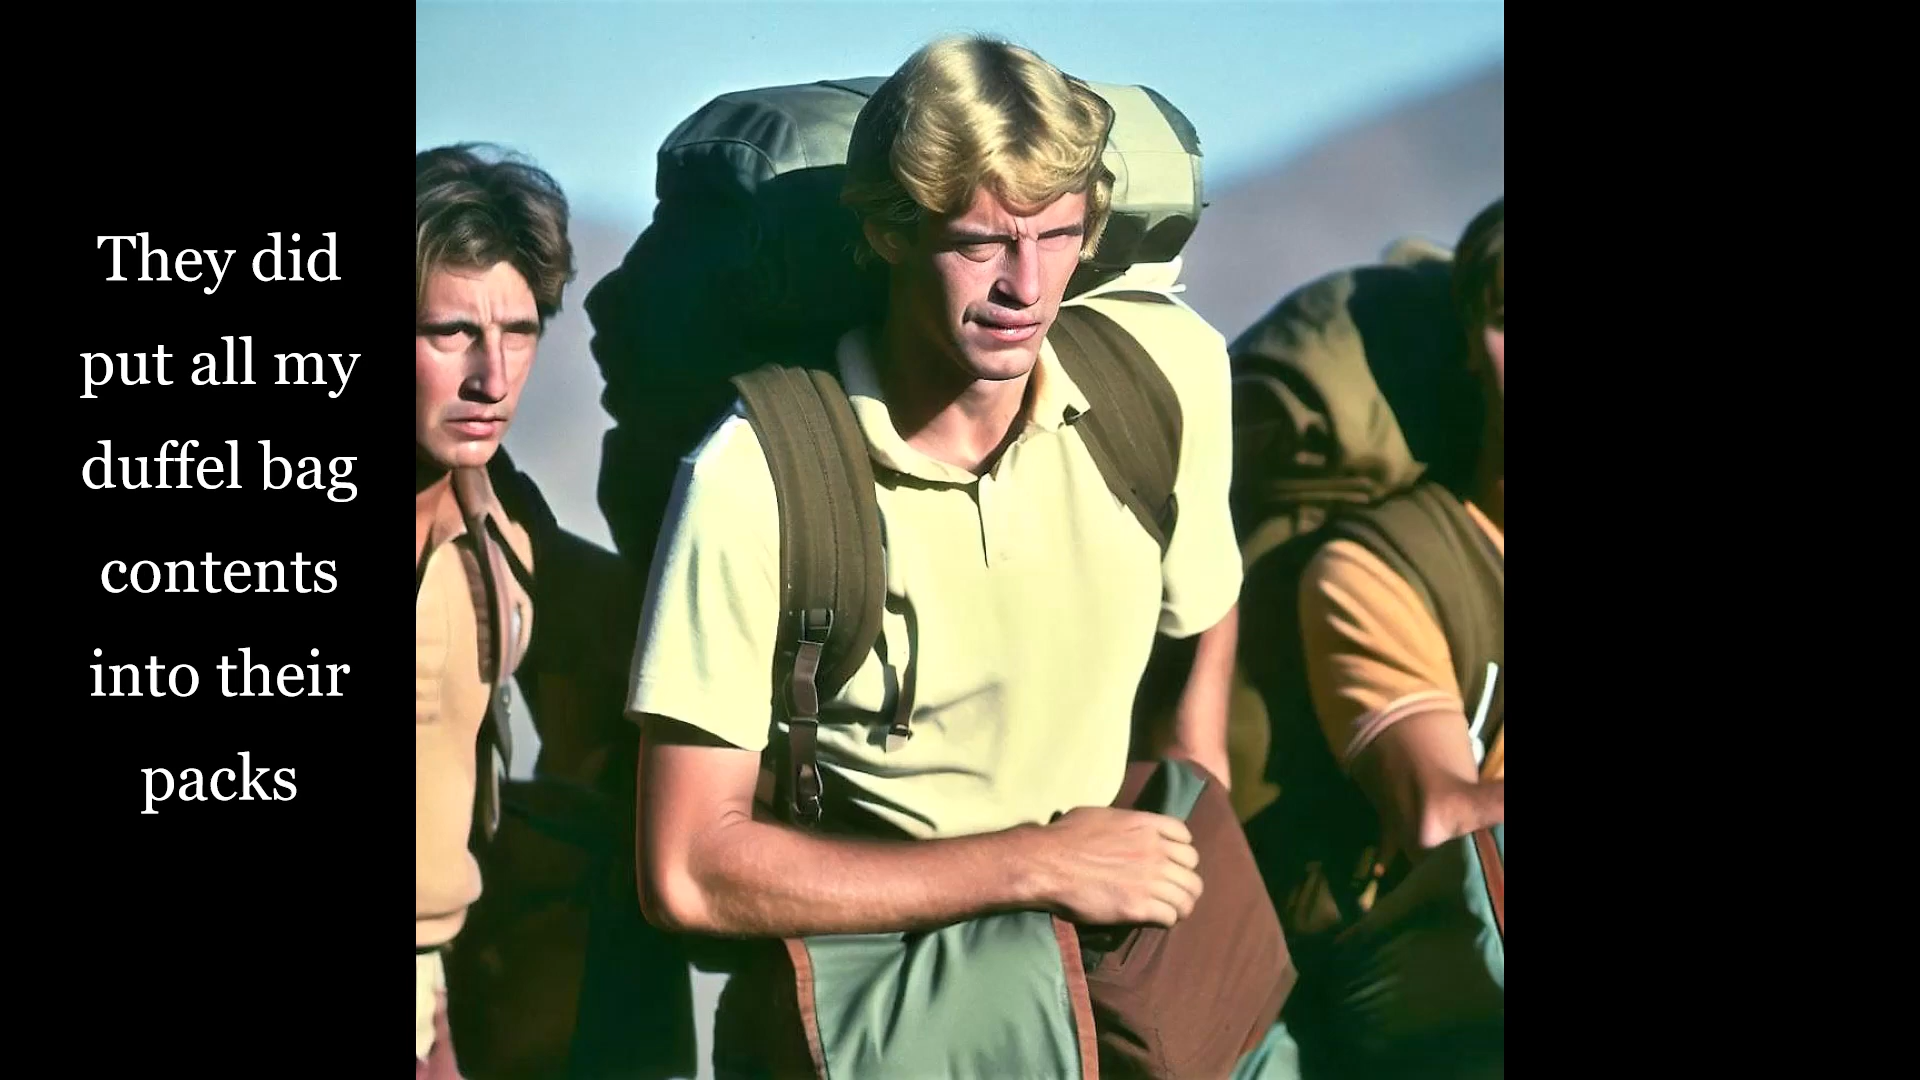 They did
put all my
duffel bag
contents
into their
packs